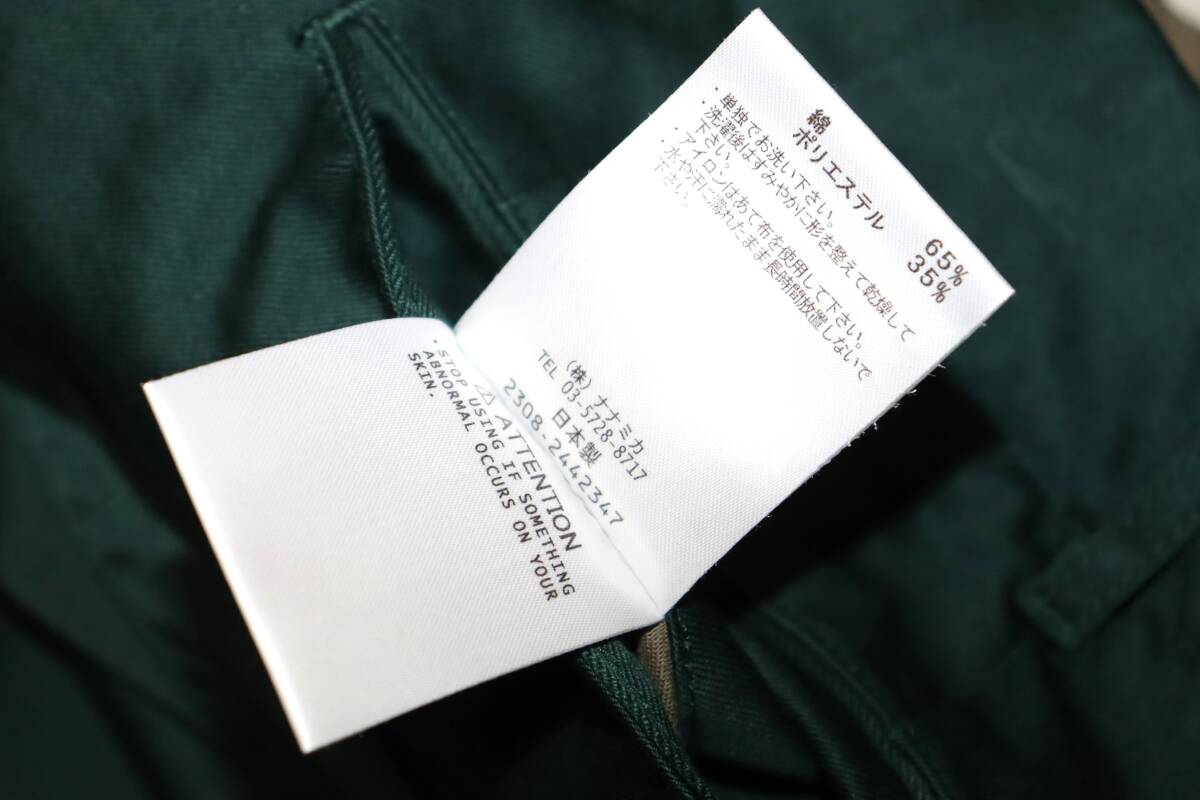 綿 65%
ポリエステル 35%
・単独でお洗い下さい。
・洗濯後はすみやかに形を整えて乾燥して
下さい。
・アイロンはあて布を使用して下さい。
・水や汗に濡れたまま長時間放置しないで
下さい。
(株)ナナミカ
TEL 03-5728-8717
日本製
2308-2442347
⚠ ATTENTION
・STOP USING IF SOMETHING
ABNORMAL OCCURS ON YOUR
SKIN.